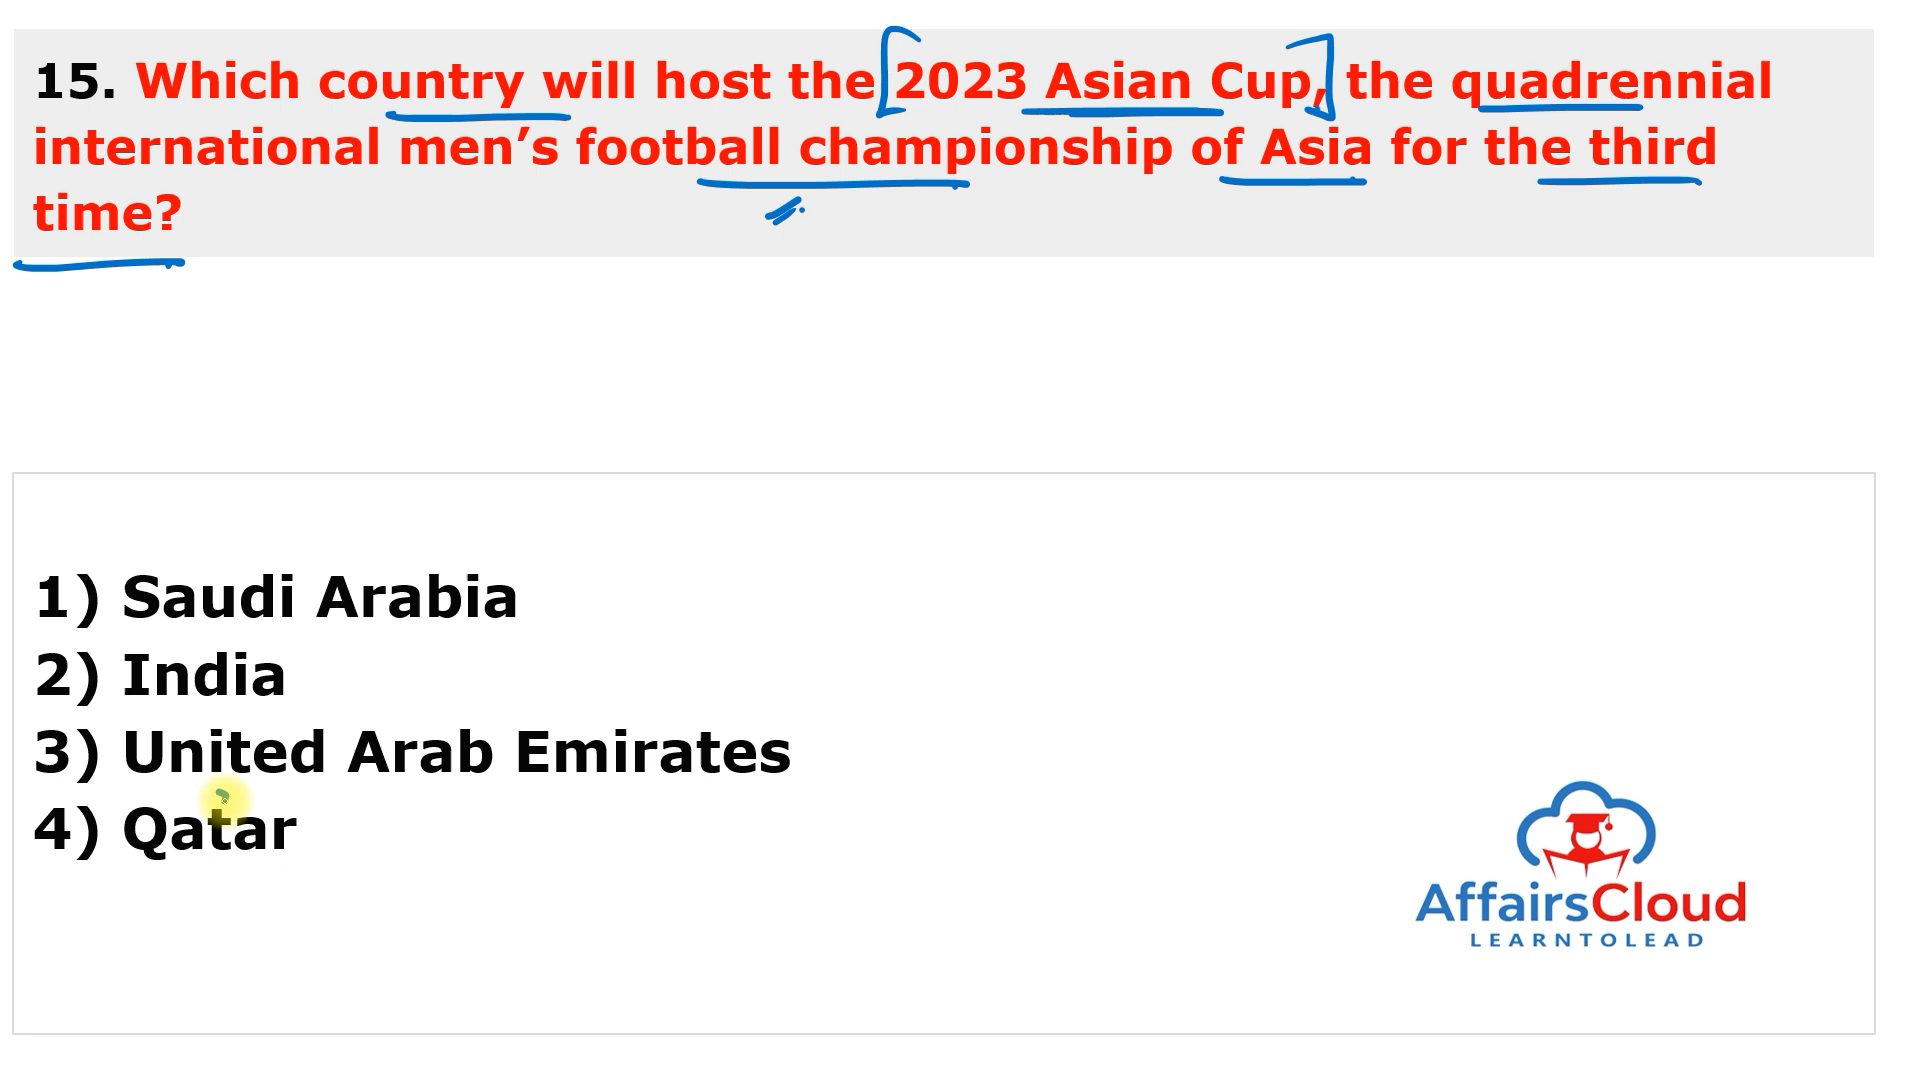 15. Which country will host the 2023 Asian Cup, the quadrennial
international men’s football championship of Asia for the third
time?
1) Saudi Arabia
2) India
3) United Arab Emirates
4) Qatar
AffairsCloud
LEARNTOLEAD